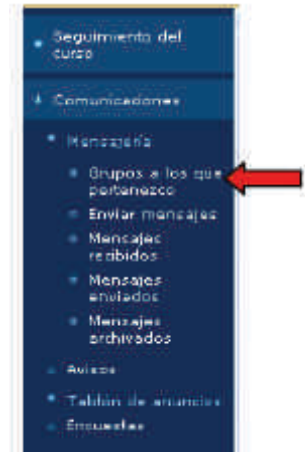 Seguimiento del
curso
Comunicaciones
Mensajería
Grupos a los que
pertenezco
Enviar mensajes
Mensajes
recibidos
Mensajes
enviados
Mensajes
archivados
Avisos
Tablón de anuncios
Encuestas